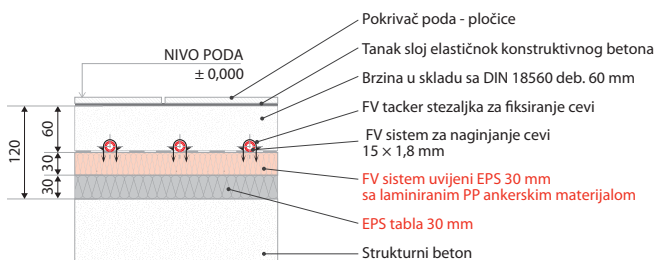 Pokrivač poda - pločice
NIVO PODA
± 0,000
Tanak sloj elastičnok konstruktivnog betona
Brzina u skladu sa DIN 18560 deb. 60 mm
FV tacker stezaljka za fiksiranje cevi
FV sistem za naginjanje cevi
15 × 1,8 mm
FV sistem uvijeni EPS 30 mm
sa laminiranim PP ankerskim materijalom
EPS tabla 30 mm
Strukturni beton
120
60
30
30